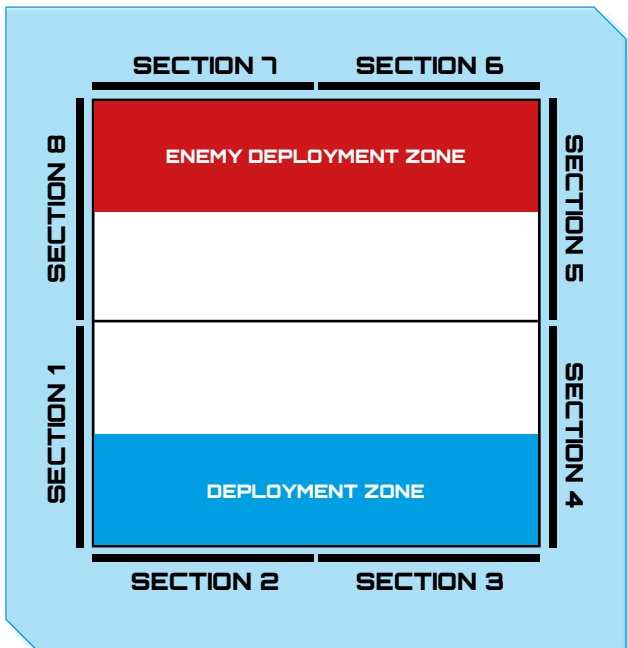 SECTION 7
SECTION 6
SECTION 8
ENEMY DEPLOYMENT ZONE
SECTION 5
SECTION 1
SECTION 4
DEPLOYMENT ZONE
SECTION 2
SECTION 3